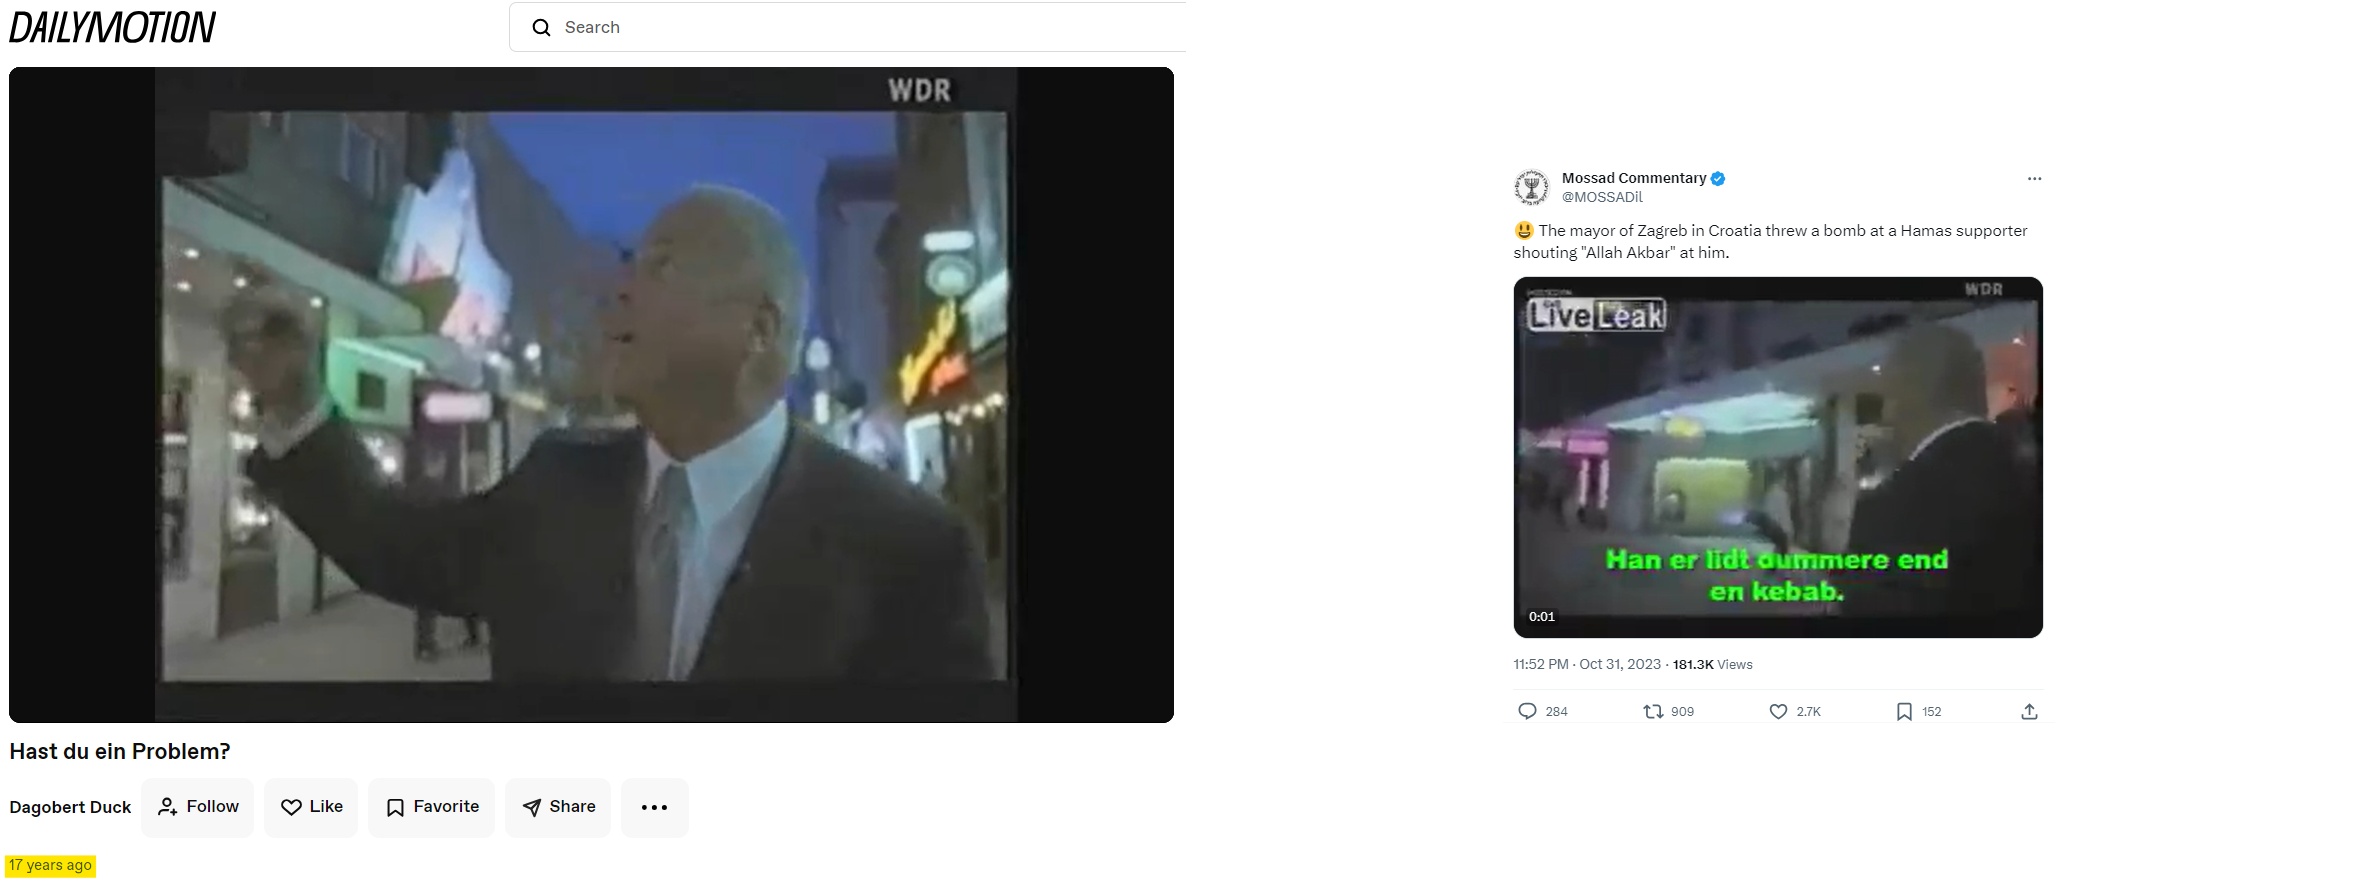 DAILYMOTION
Search
WDR
Hast du ein Problem?
Dagobert Duck
Follow
Like
Favorite
Share
17 years ago
Mossad Commentary
@MOSSADil
😃 The mayor of Zagreb in Croatia threw a bomb at a Hamas supporter
shouting "Allah Akbar" at him.
WDR
LiveLeak
Han er lidt dummere end
en kebab.
0:01
11:52 PM · Oct 31, 2023 · 181.3K Views
284
909
2.7K
152